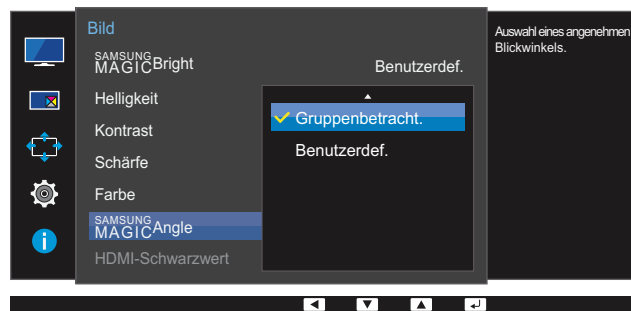 Bild
SAMSUNG
MAGICBright Benutzerdef.
Helligkeit
Kontrast
Schärfe
Farbe
SAMSUNG
MAGICAngle
HDMI-Schwarzwert
Gruppenbetracht.
Benutzerdef.
Auswahl eines angenehmen
Blickwinkels.